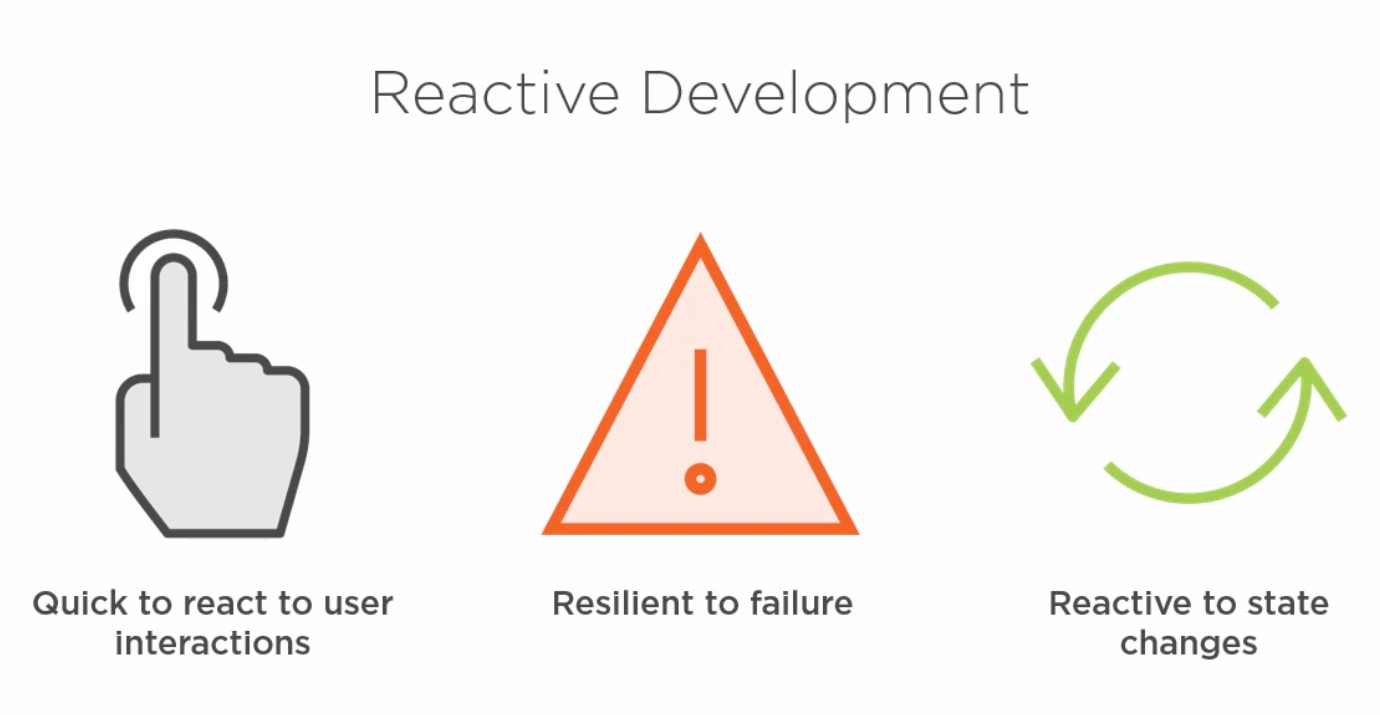 Reactive Development
Quick to react to user
interactions
Resilient to failure
Reactive to state
changes